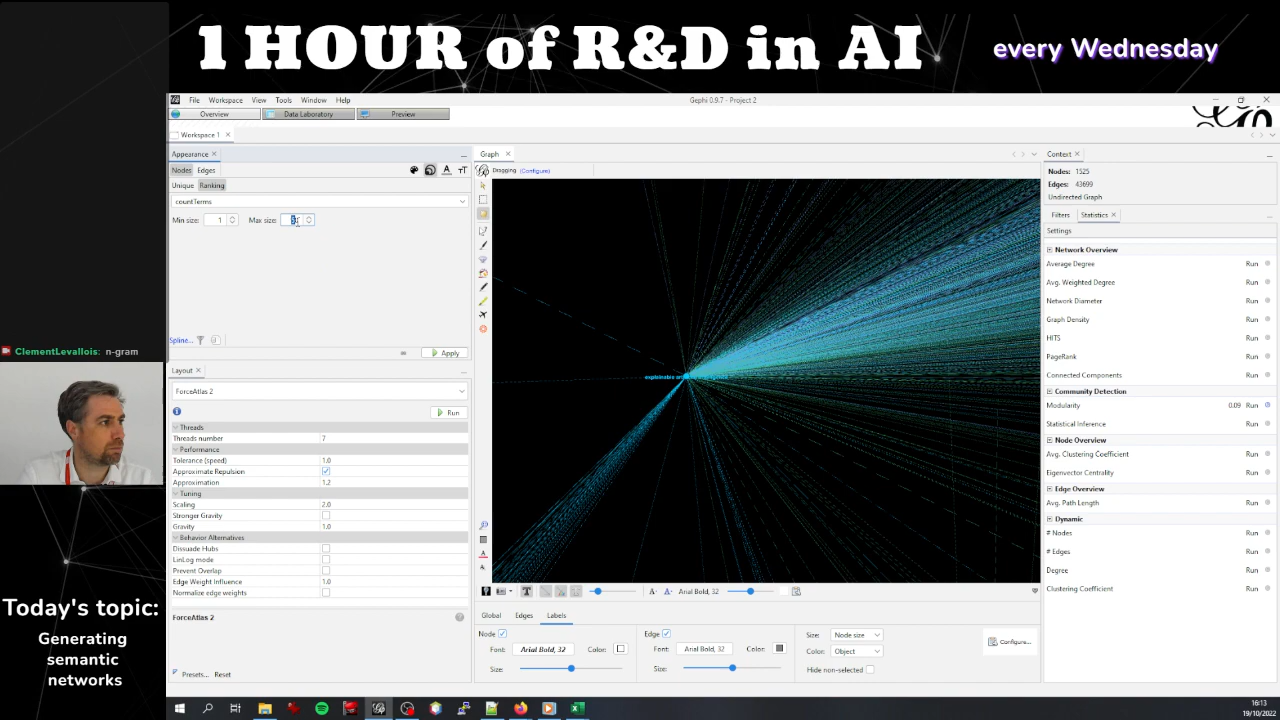 1 HOUR of R&D in AI
every Wednesday
File Workspace View Tools Window Help
Gephi 0.9.7 - Project 2
Overview Data Laboratory Preview
Workspace 1
Appearance
Nodes Edges
Unique Ranking
countTerms
Min size: 1 Max size:
Spline...
Apply
Layout
ForceAtlas 2
Run
Threads
Threads number 7
Performance
Tolerance (speed) 1.0
Approximate Repulsion
Approximation 1.2
Tuning
Scaling 2.0
Stronger Gravity
Gravity 1.0
Behavior Alternatives
Dissuade Hubs
LinLog mode
Prevent Overlap
Edge Weight Influence 1.0
Normalize edge weights
ForceAtlas 2
Presets... Reset
Graph
Dragging (Configure)
explainable
Arial Bold, 32
Global Edges Labels
Node Edge Size: Node size
Font: Arial Bold, 32 Color: Font: Arial Bold, 32 Color: Color: Object
Size: Size: Hide non-selected
Configure...
Context
Nodes: 1525
Edges: 43699
Undirected Graph
Filters Statistics
Settings
Network Overview
Average Degree Run
Avg. Weighted Degree Run
Network Diameter Run
Graph Density Run
HITS Run
PageRank Run
Connected Components Run
Community Detection
Modularity 0.09 Run
Statistical Inference Run
Node Overview
Avg. Clustering Coefficient Run
Eigenvector Centrality Run
Edge Overview
Avg. Path Length Run
Dynamic
# Nodes Run
# Edges Run
Degree Run
Clustering Coefficient Run
ClementLevallois: n-gram
Today's topic:
Generating
semantic
networks
16:13
19/10/2022